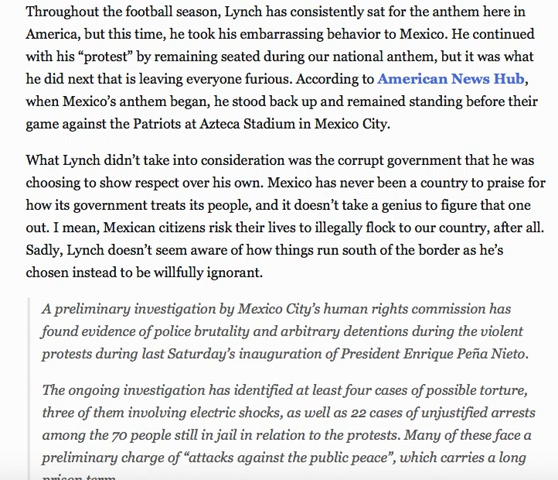 Throughout the football season, Lynch has consistently sat for the anthem here in
America, but this time, he took his embarrassing behavior to Mexico. He continued
with his “protest” by remaining seated during our national anthem, but it was what
he did next that is leaving everyone furious. According to American News Hub,
when Mexico’s anthem began, he stood back up and remained standing before their
game against the Patriots at Azteca Stadium in Mexico City.
What Lynch didn’t take into consideration was the corrupt government that he was
choosing to show respect over his own. Mexico has never been a country to praise for
how its government treats its people, and it doesn’t take a genius to figure that one
out. I mean, Mexican citizens risk their lives to illegally flock to our country, after all.
Sadly, Lynch doesn’t seem aware of how things run south of the border as he’s
chosen instead to be willfully ignorant.
A preliminary investigation by Mexico City’s human rights commission has
found evidence of police brutality and arbitrary detentions during the violent
protests during last Saturday’s inauguration of President Enrique Peña Nieto.
The ongoing investigation has identified at least four cases of possible torture,
three of them involving electric shocks, as well as 22 cases of unjustified arrests
among the 70 people still in jail in relation to the protests. Many of these face a
preliminary charge of “attacks against the public peace”, which carries a long
prison term